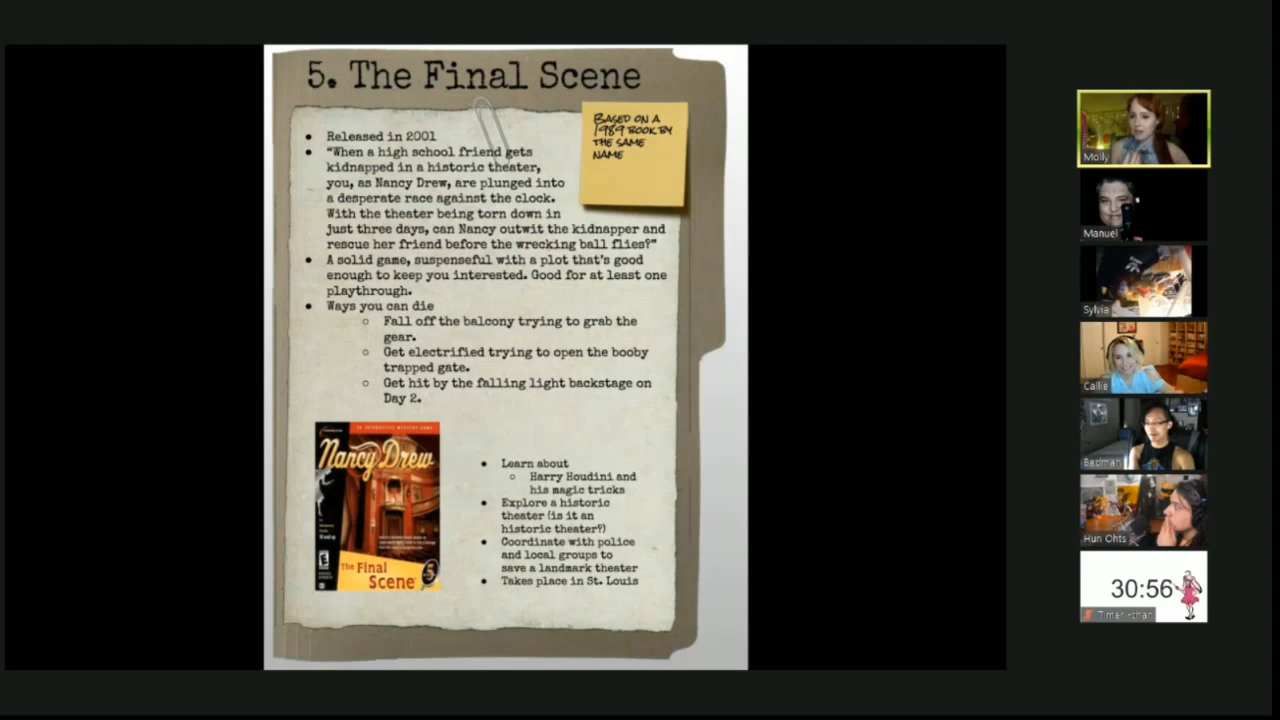 5. The Final Scene
BASED ON A
1989 BOOK BY
THE SAME
NAME
● Released in 2001
● "When a high school friend gets
kidnapped in a historic theater,
you, as Nancy Drew, are plunged into
a desperate race against the clock.
With the theater being torn down in
just three days, can Nancy outwit the kidnapper and
rescue her friend before the wrecking ball flies?"
● A solid game, suspenseful with a plot that's good
enough to keep you interested. Good for at least one
playthrough.
● Ways you can die
○ Fall off the balcony trying to grab the
gear.
○ Get electrified trying to open the booby
trapped gate.
○ Get hit by the falling light backstage on
Day 2.
AN INTERACTIVE MYSTERY GAME
Nancy Drew
The Final
Scene
5
E
● Learn about
○ Harry Houdini and
his magic tricks
● Explore a historic
theater (is it an
historic theater?)
● Coordinate with police
and local groups to
save a landmark theater
● Takes place in St. Louis
Molly
Manuel
Sylvia
Callie
Badman
Hun Ohts
30:56
Timer-chan